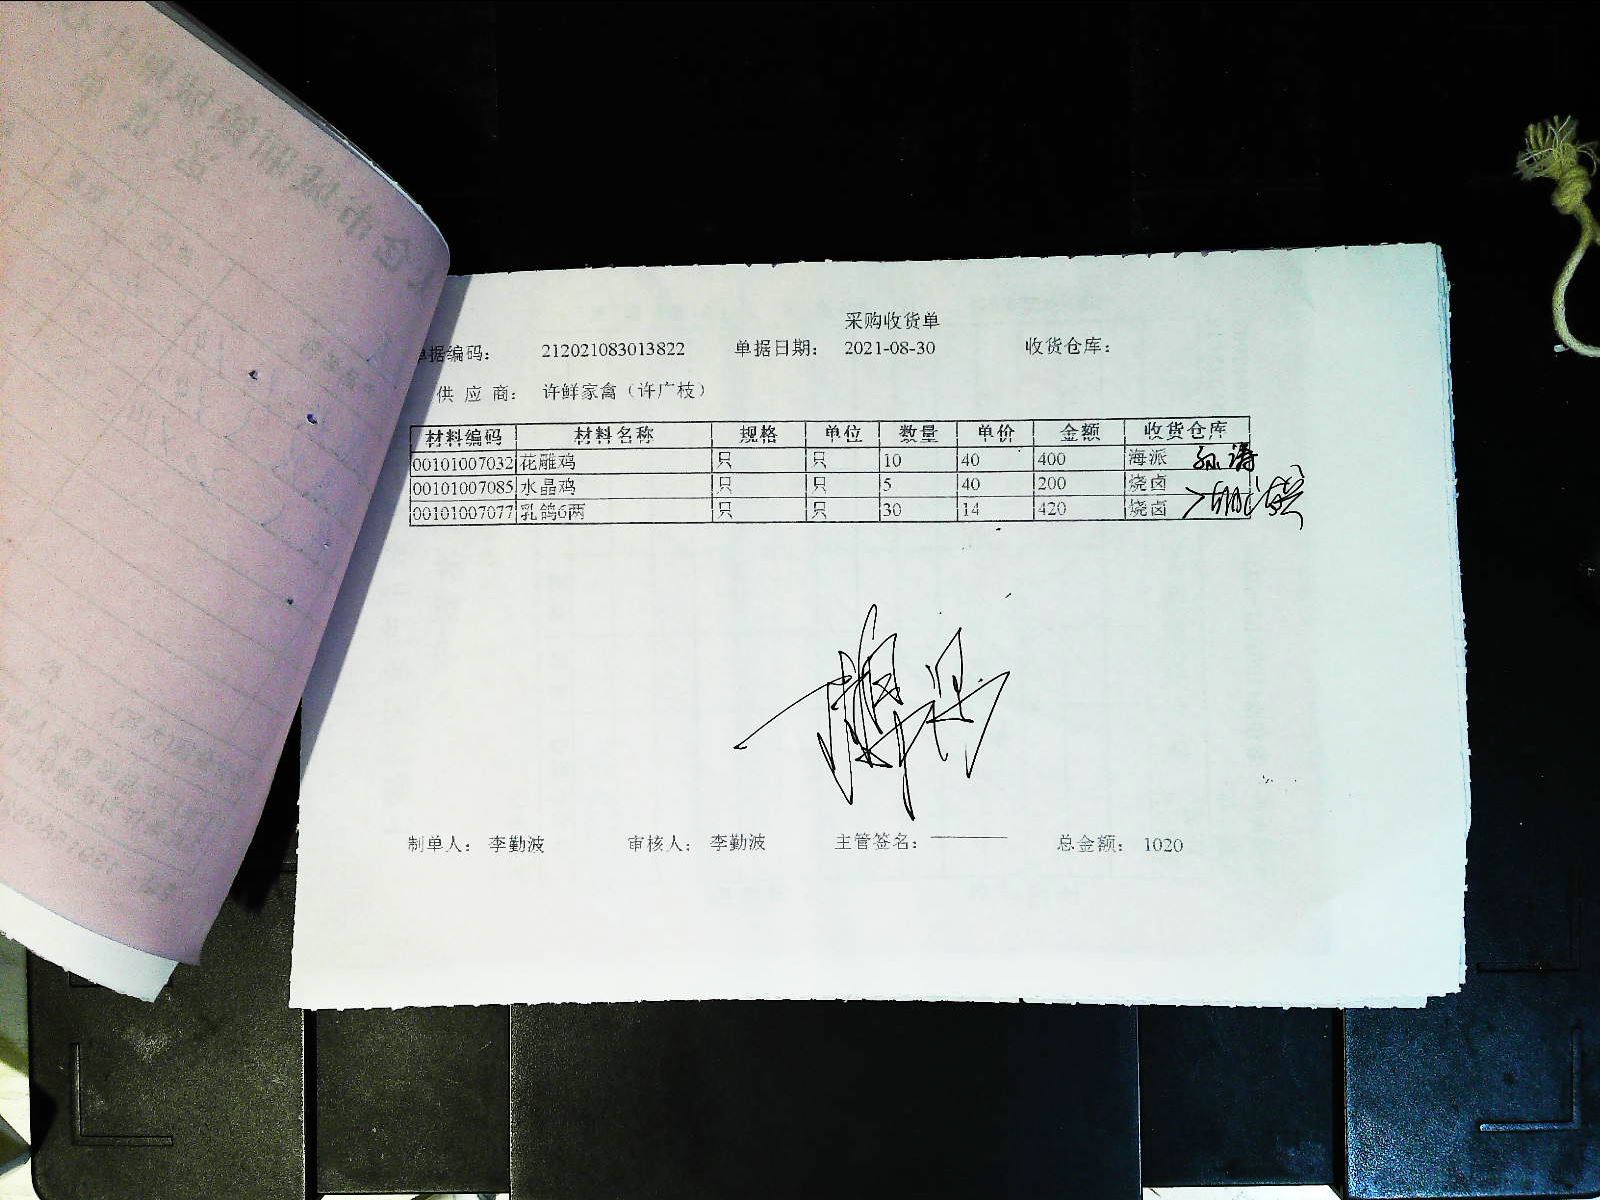 采购收货单
单据编码： 212021083013822 单据日期： 2021-08-30 收货仓库：
供 应 商： 许鲜家禽（许广枝）
材料编码 材料名称 规格 单位 数量 单价 金额 收货仓库
00101007032 花雕鸡 只 只 10 40 400 海派
00101007085 水晶鸡 只 只 5 40 200 烧卤
00101007077 乳鸽6两 只 只 30 14 420 烧卤
制单人： 李勤波 审核人： 李勤波 主管签名： 总金额： 1020